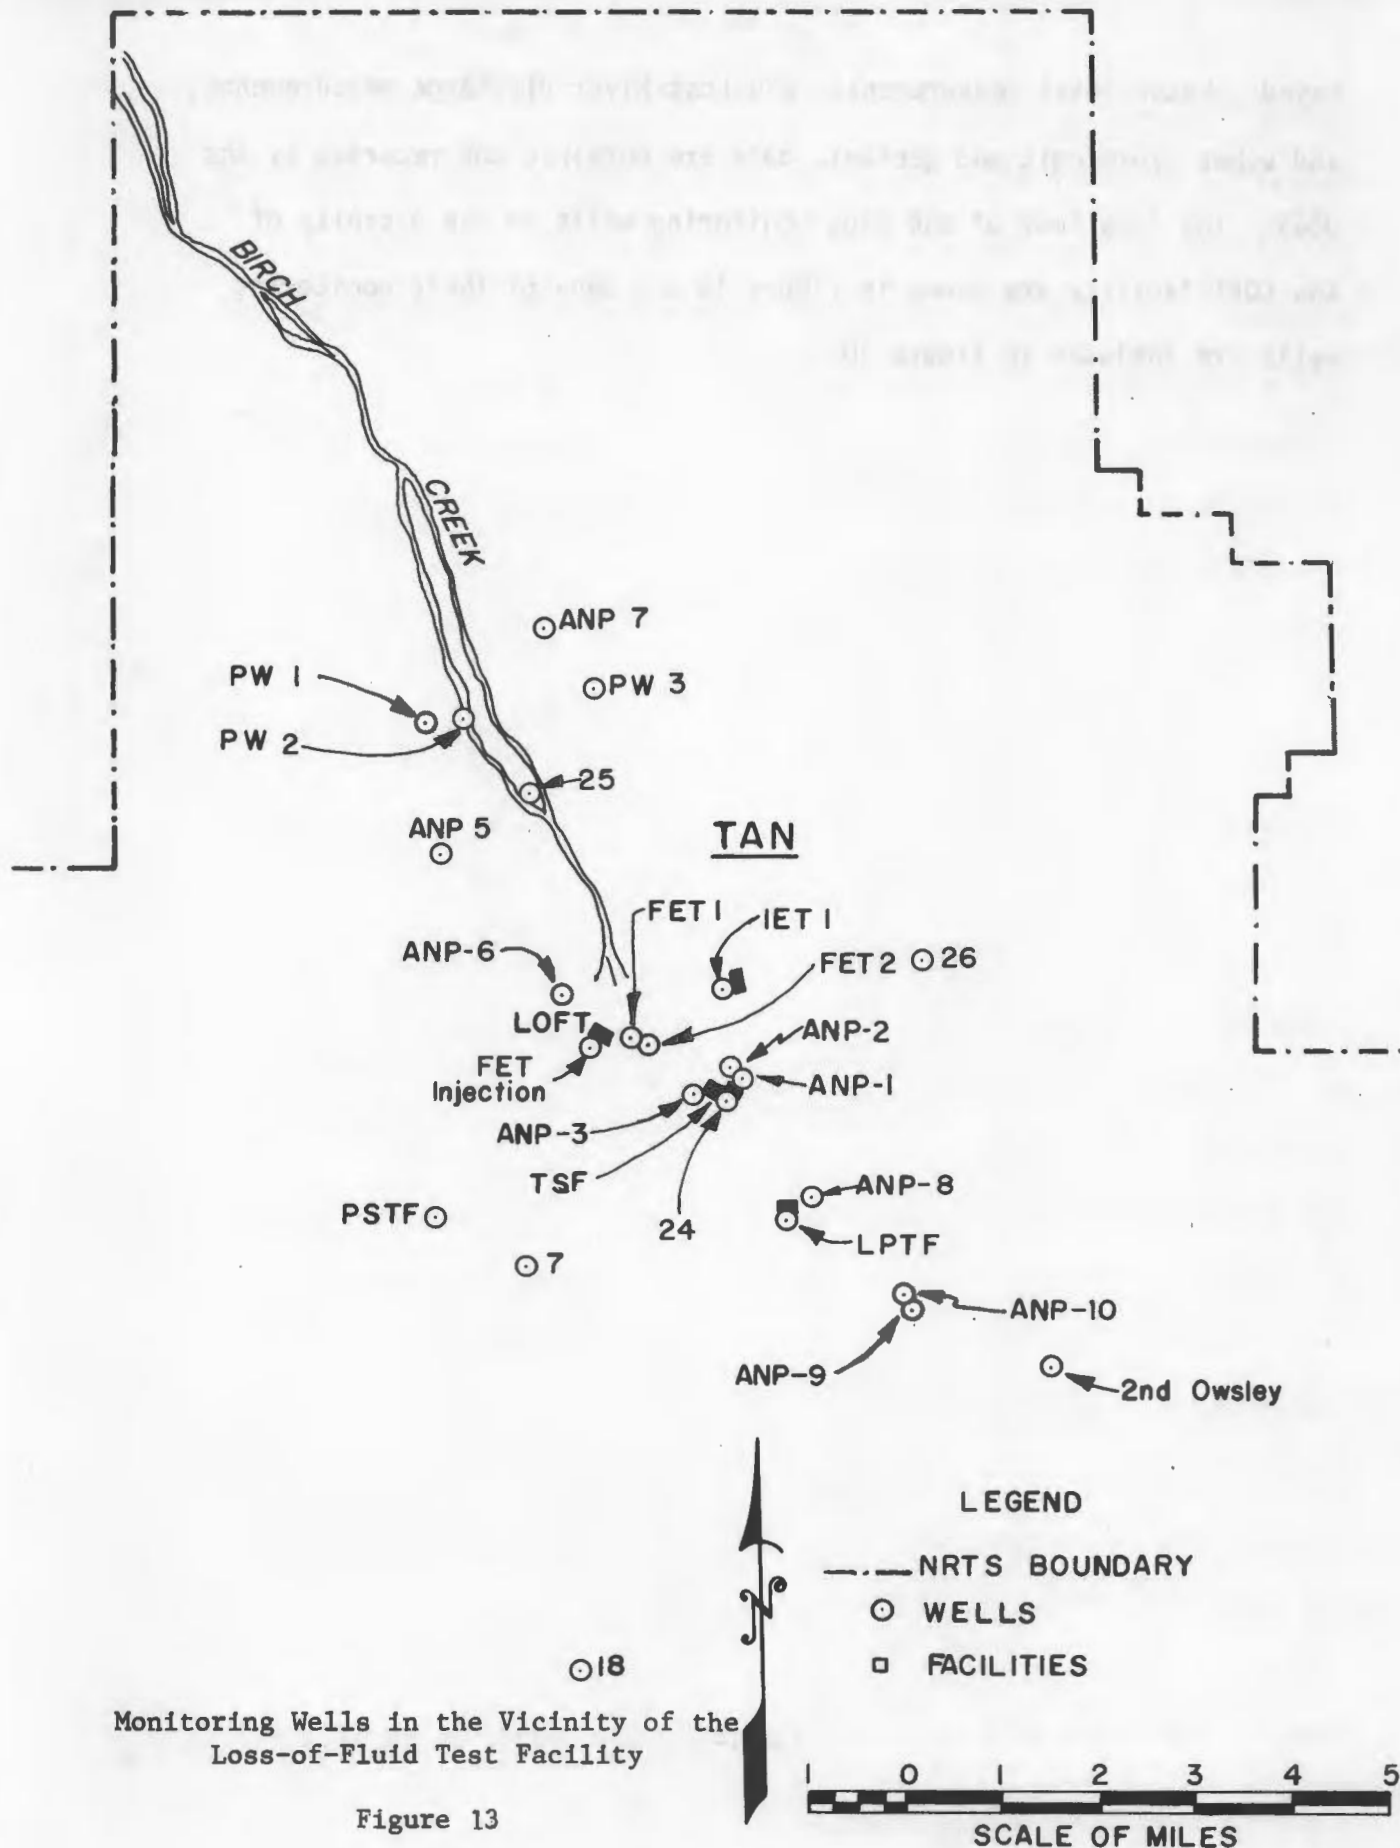 BIRCH
CREEK
ANP 7
PW 1
PW 3
PW 2
25
ANP 5
TAN
FET 1
IET 1
ANP-6
FET 2
26
LOFT
ANP-2
FET
Injection
ANP-1
ANP-3
TSF
ANP-8
PSTF
24
LPTF
7
ANP-10
ANP-9
2nd Owsley
LEGEND
NRTS BOUNDARY
N
WELLS
18
FACILITIES
Monitoring Wells in the Vicinity of the
Loss-of-Fluid Test Facility
1 0 1 2 3 4 5
Figure 13
SCALE OF MILES